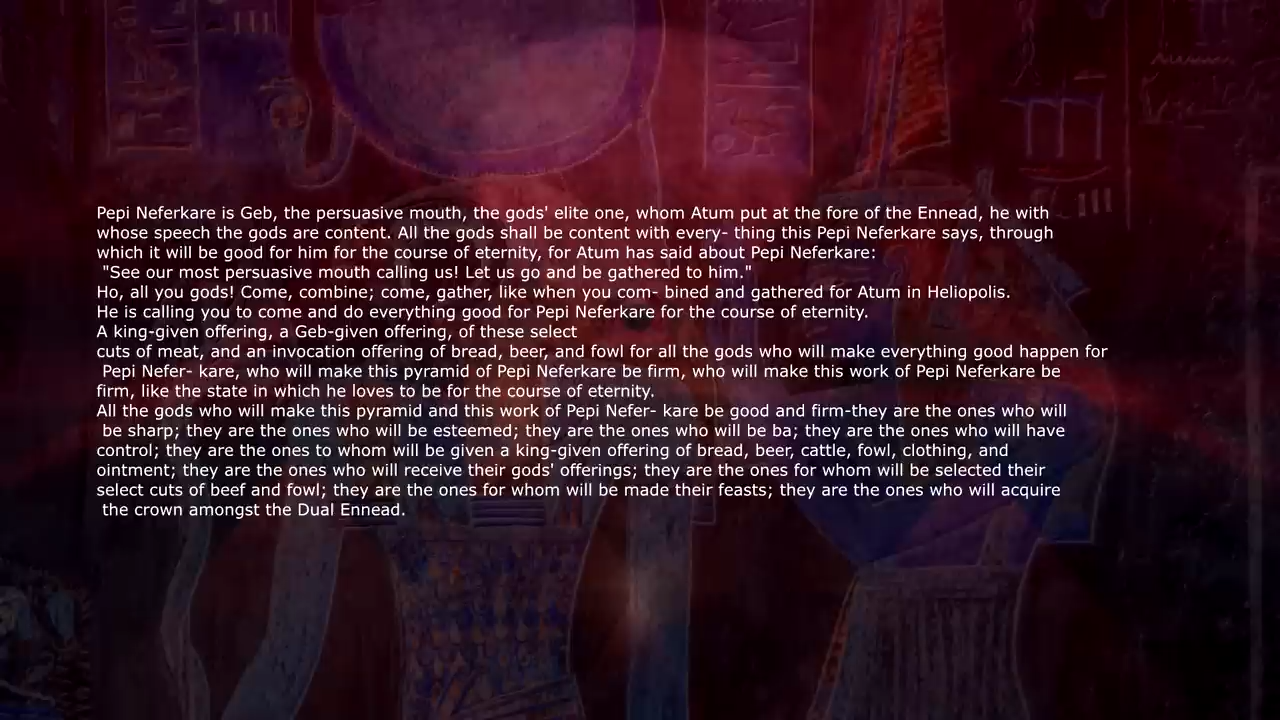 Pepi Neferkare is Geb, the persuasive mouth, the gods' elite one, whom Atum put at the fore of the Ennead, he with
whose speech the gods are content. All the gods shall be content with every- thing this Pepi Neferkare says, through
which it will be good for him for the course of eternity, for Atum has said about Pepi Neferkare:
"See our most persuasive mouth calling us! Let us go and be gathered to him."
Ho, all you gods! Come, combine; come, gather, like when you com- bined and gathered for Atum in Heliopolis.
He is calling you to come and do everything good for Pepi Neferkare for the course of eternity.
A king-given offering, a Geb-given offering, of these select
cuts of meat, and an invocation offering of bread, beer, and fowl for all the gods who will make everything good happen for
Pepi Nefer- kare, who will make this pyramid of Pepi Neferkare be firm, who will make this work of Pepi Neferkare be
firm, like the state in which he loves to be for the course of eternity.
All the gods who will make this pyramid and this work of Pepi Nefer- kare be good and firm-they are the ones who will
be sharp; they are the ones who will be esteemed; they are the ones who will be ba; they are the ones who will have
control; they are the ones to whom will be given a king-given offering of bread, beer, cattle, fowl, clothing, and
ointment; they are the ones who will receive their gods' offerings; they are the ones for whom will be selected their
select cuts of beef and fowl; they are the ones for whom will be made their feasts; they are the ones who will acquire
the crown amongst the Dual Ennead.